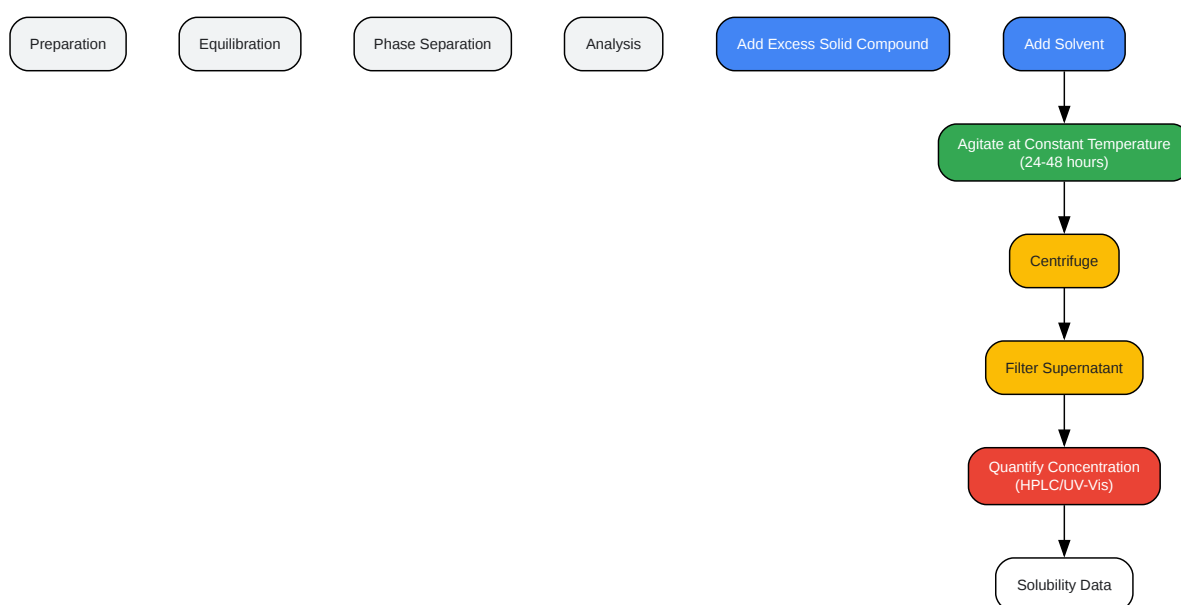 Preparation
Equilibration
Phase Separation
Analysis
Add Excess Solid Compound
Add Solvent
Agitate at Constant Temperature
(24-48 hours)
Centrifuge
Filter Supernatant
Quantify Concentration
(HPLC/UV-Vis)
Solubility Data